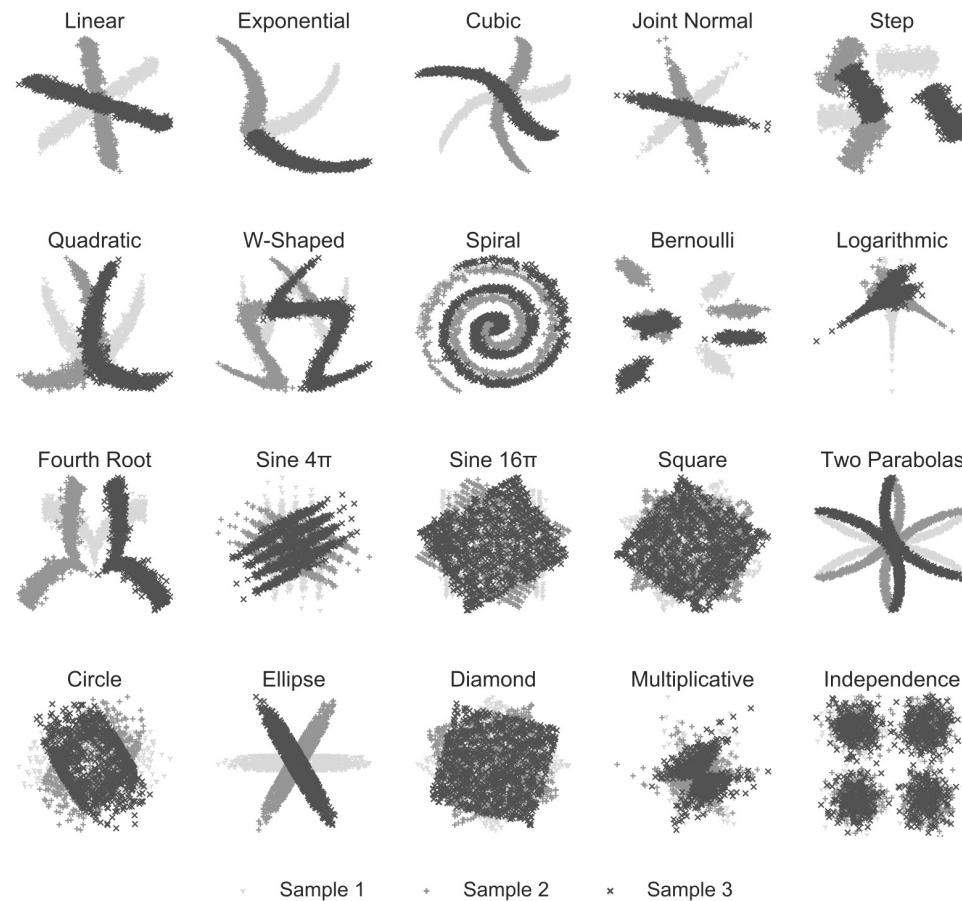 Linear Exponential Cubic Joint Normal Step
Quadratic W-Shaped Spiral Bernoulli Logarithmic
Fourth Root Sine 4π Sine 16π Square Two Parabolas
Circle Ellipse Diamond Multiplicative Independence
Sample 1 Sample 2 Sample 3